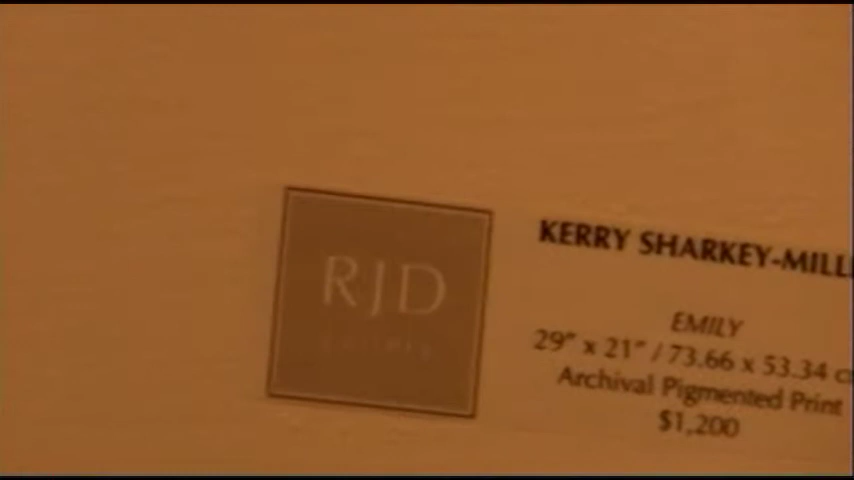 RJD
KERRY SHARKEY-MILL
EMILY
29" x 21" / 73.66 x 53.34 c
Archival Pigmented Print
$1,200